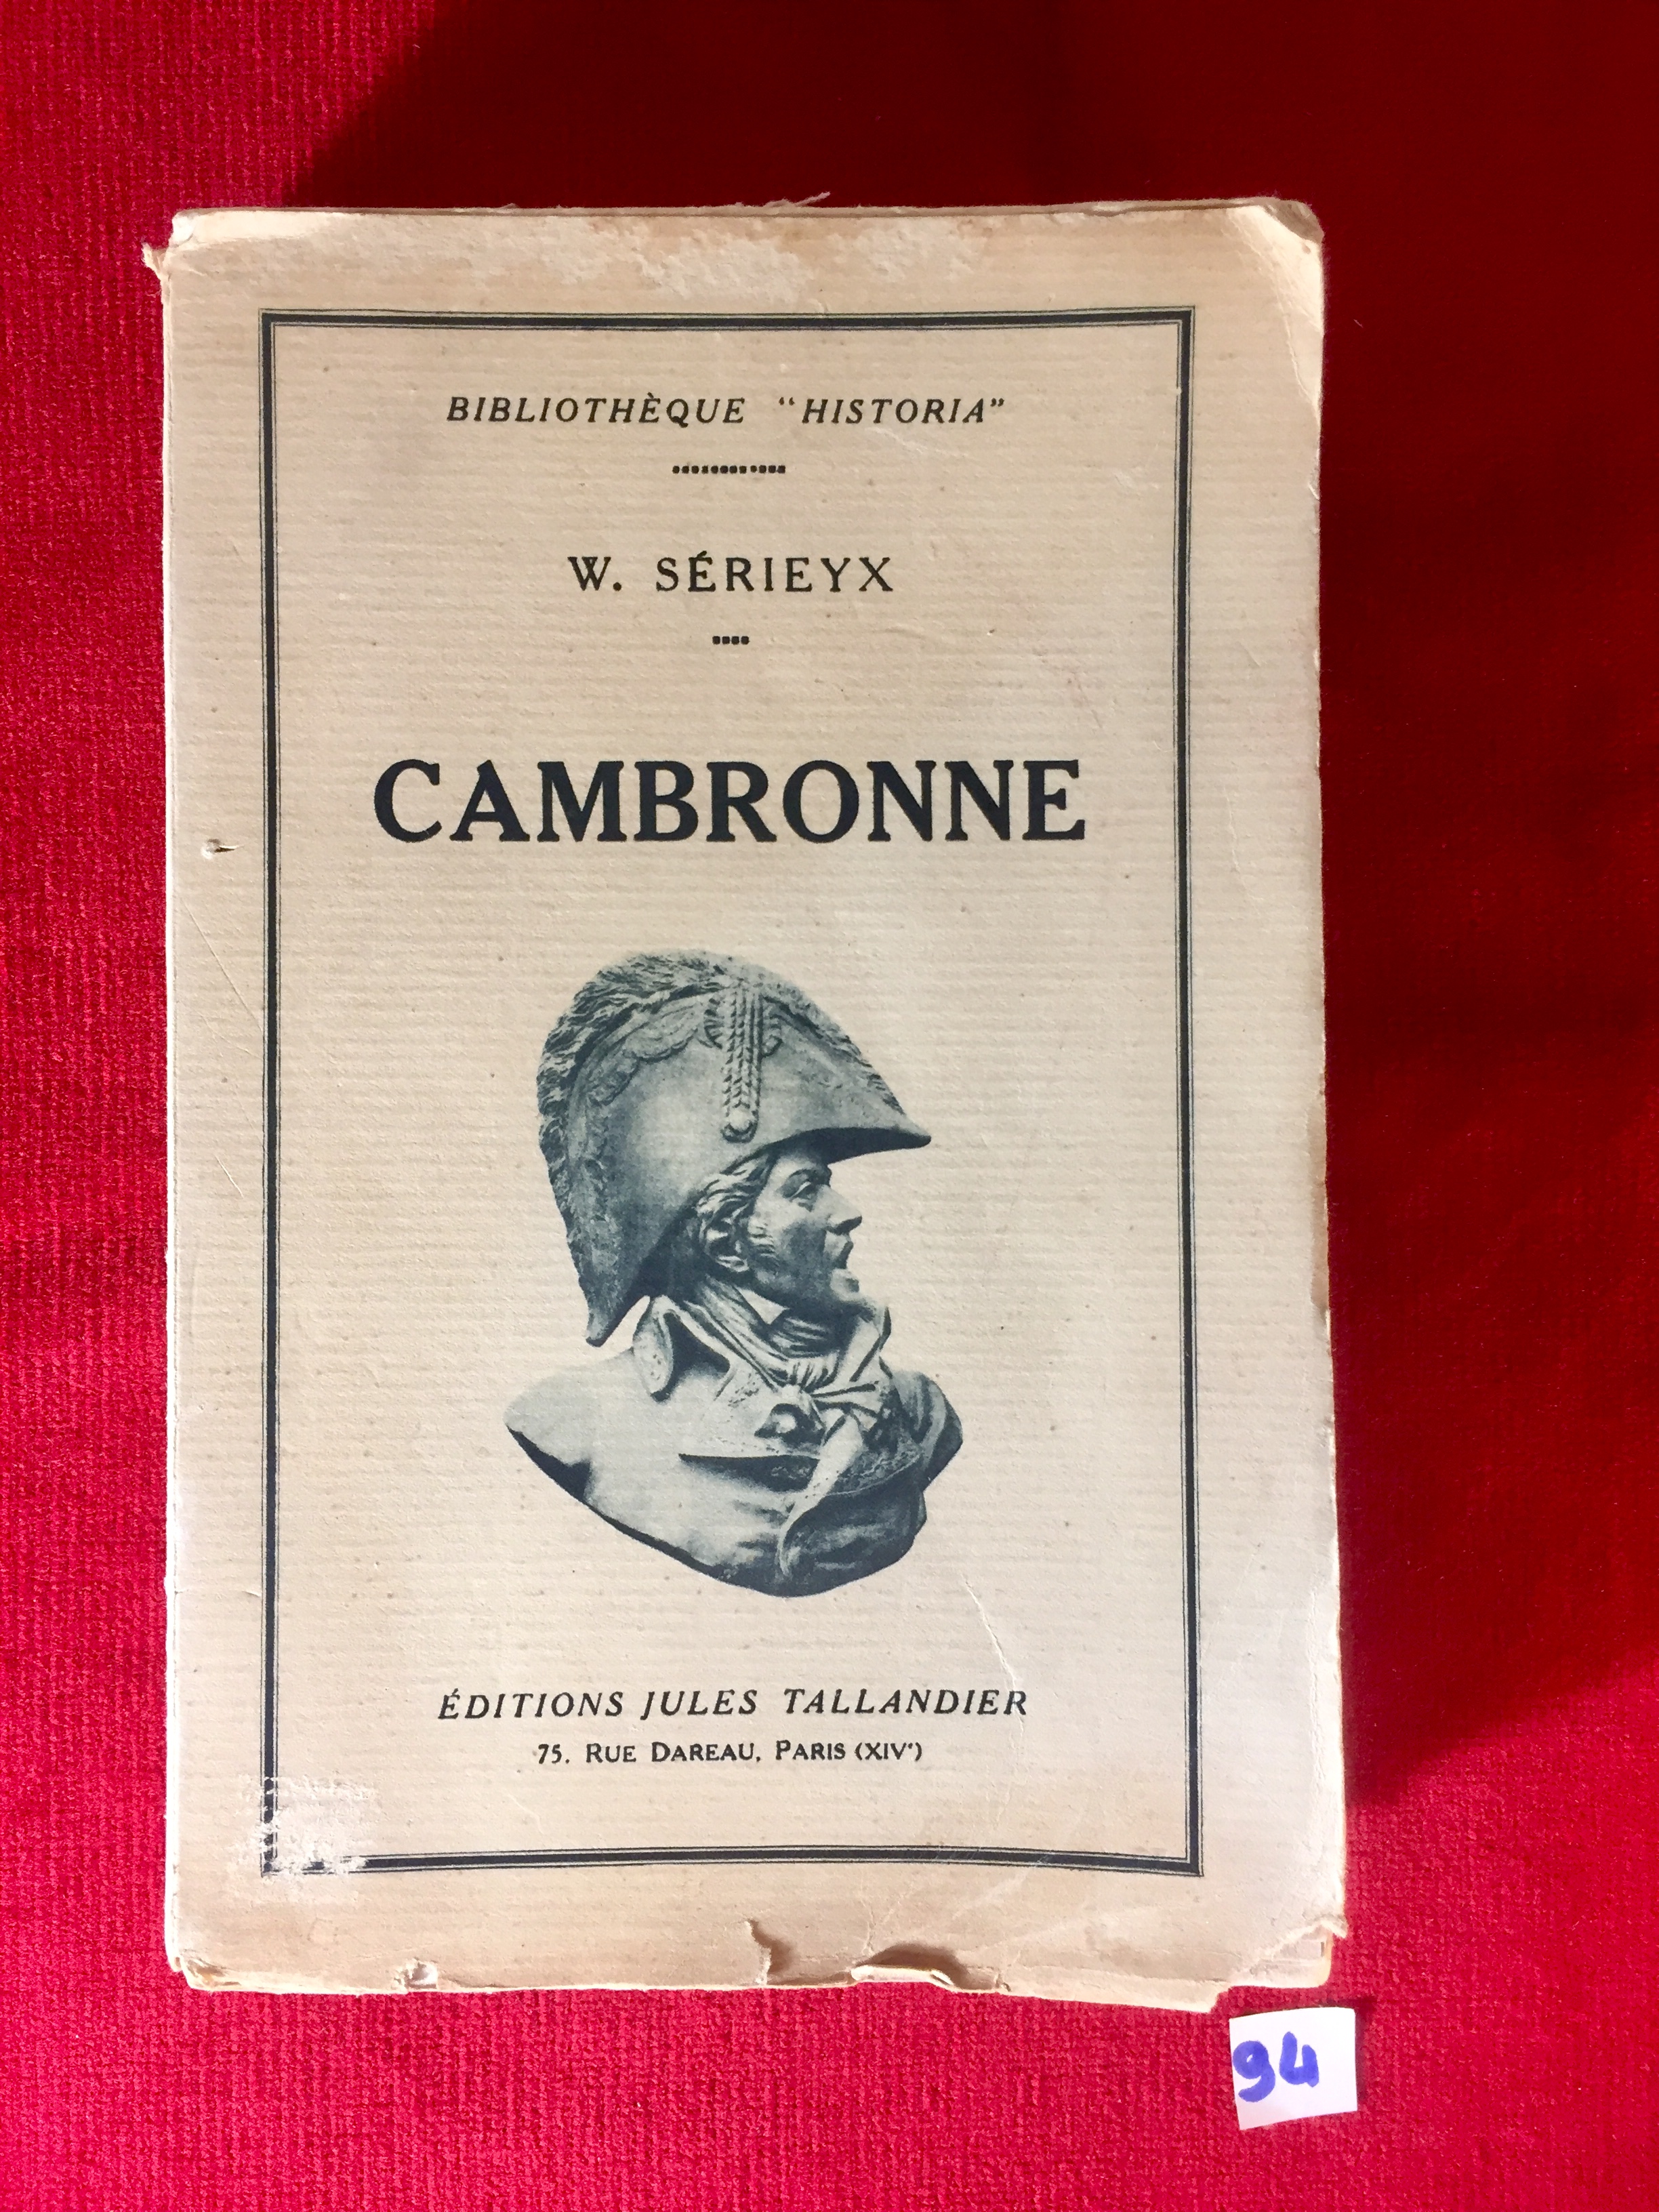 BIBLIOTHÈQUE “HISTORIA”
W. SÉRIEYX
CAMBRONNE
ÉDITIONS JULES TALLANDIER
75, RUE DAREAU, PARIS (XIVᵉ)
94